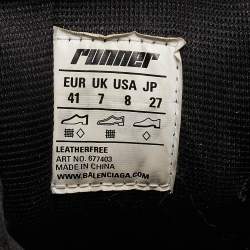 runner
EUR UK USA JP
41 7 8 27
LEATHERFREE
ART NO. 677403
MADE IN CHINA
WWW.BALENCIAGA.COM